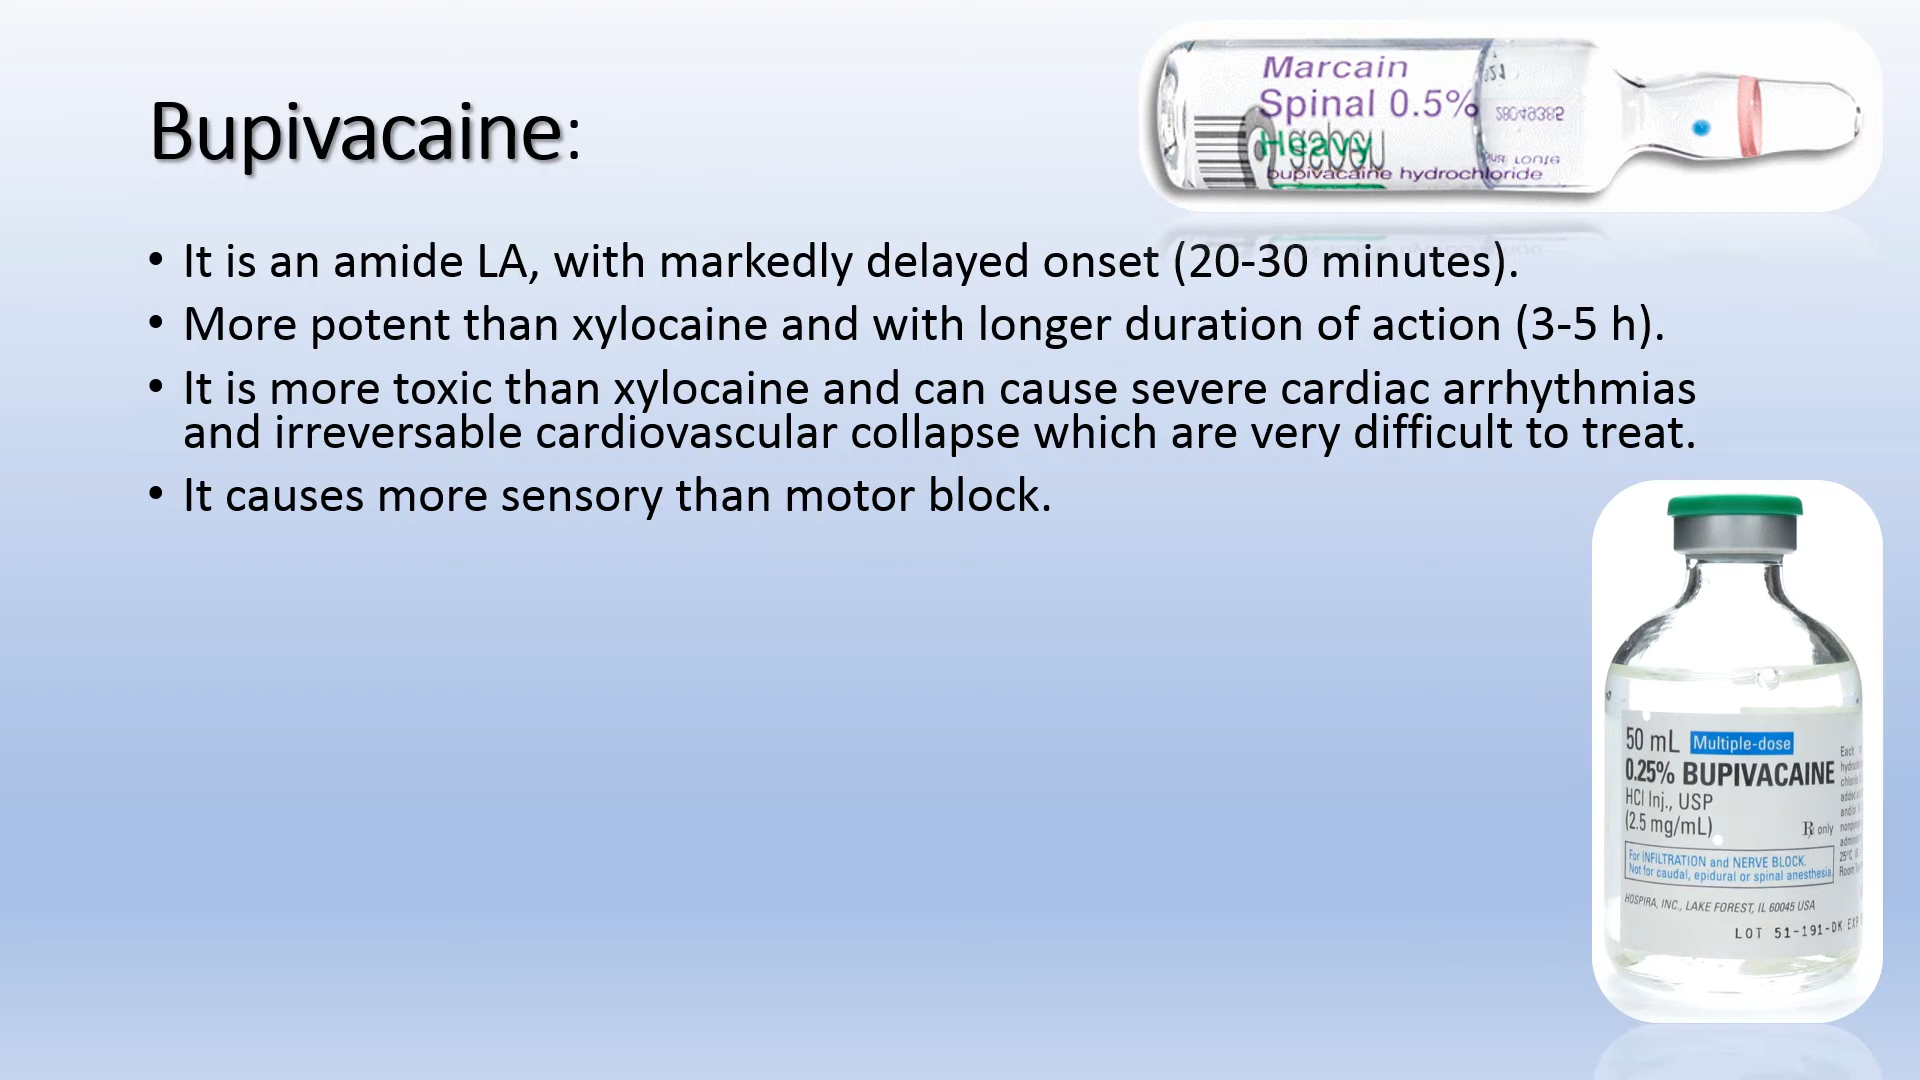 Bupivacaine:
Marcain
Spinal 0.5%
Heavy
bupivacaine hydrochloride
• It is an amide LA, with markedly delayed onset (20-30 minutes).
• More potent than xylocaine and with longer duration of action (3-5 h).
• It is more toxic than xylocaine and can cause severe cardiac arrhythmias
and irreversable cardiovascular collapse which are very difficult to treat.
• It causes more sensory than motor block.
50 mL Multiple-dose
0.25% BUPIVACAINE
HCl Inj., USP
(2.5 mg/mL)
Rx only
For INFILTRATION and NERVE BLOCK.
Not for caudal, epidural or spinal anesthesia.
HOSPIRA, INC., LAKE FOREST, IL 60045 USA
LOT 51-191-DK